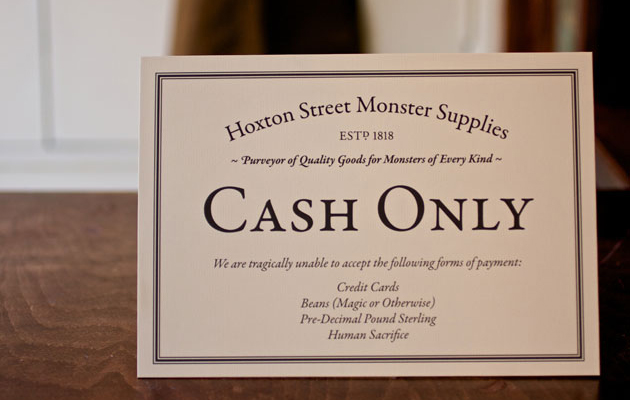 Hoxton Street Monster Supplies
ESTD 1818
~ Purveyor of Quality Goods for Monsters of Every Kind ~
CASH ONLY
We are tragically unable to accept the following forms of payment:
Credit Cards
Beans (Magic or Otherwise)
Pre-Decimal Pound Sterling
Human Sacrifice